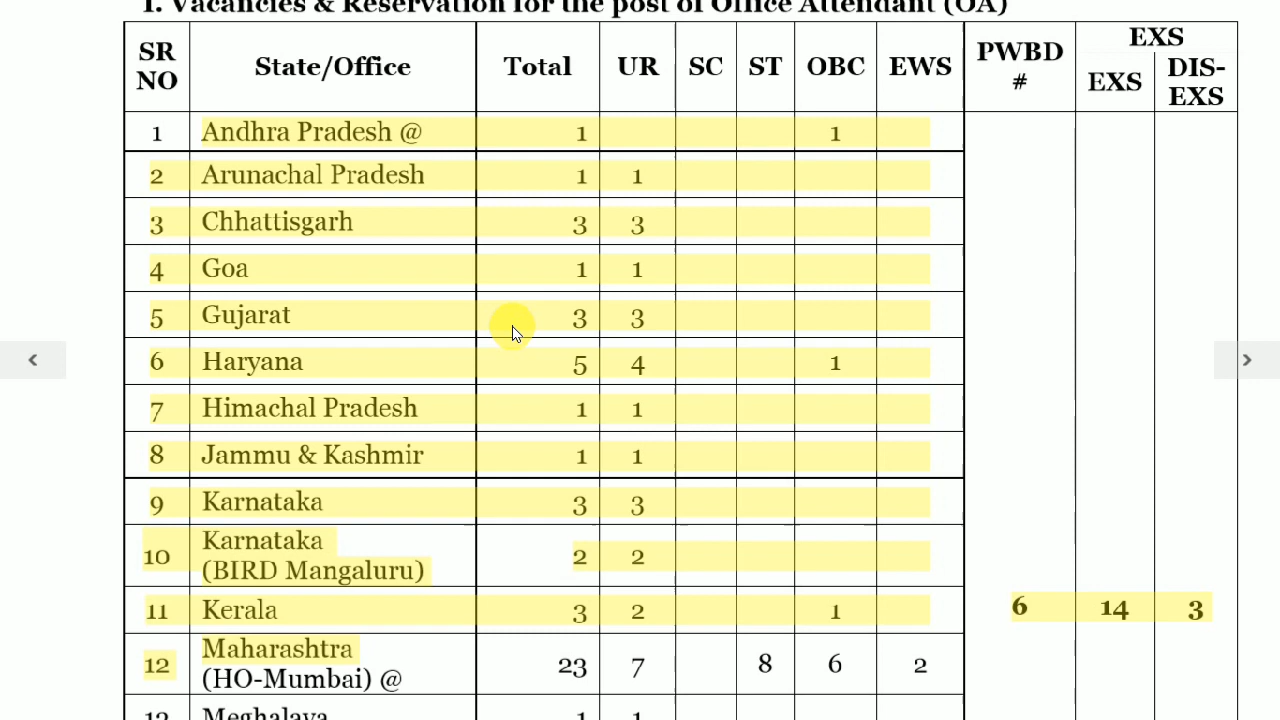 I. Vacancies & Reservation for the post of Office Attendant (OA)
SR NO State/Office Total UR SC ST OBC EWS PWBD # EXS EXS DIS-EXS
1 Andhra Pradesh @ 1 1
2 Arunachal Pradesh 1 1
3 Chhattisgarh 3 3
4 Goa 1 1
5 Gujarat 3 3
6 Haryana 5 4 1
7 Himachal Pradesh 1 1
8 Jammu & Kashmir 1 1
9 Karnataka 3 3
10 Karnataka (BIRD Mangaluru) 2 2
11 Kerala 3 2 1 6 14 3
12 Maharashtra (HO-Mumbai) @ 23 7 8 6 2
13 Meghalaya 1 1